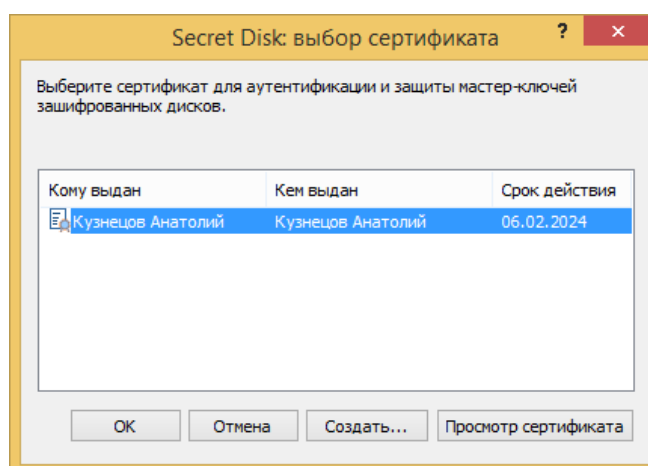 Secret Disk: выбор сертификата ? ×
Выберите сертификат для аутентификации и защиты мастер-ключей
зашифрованных дисков.
Кому выдан Кем выдан Срок действия
Кузнецов Анатолий Кузнецов Анатолий 06.02.2024
ОК Отмена Создать... Просмотр сертификата